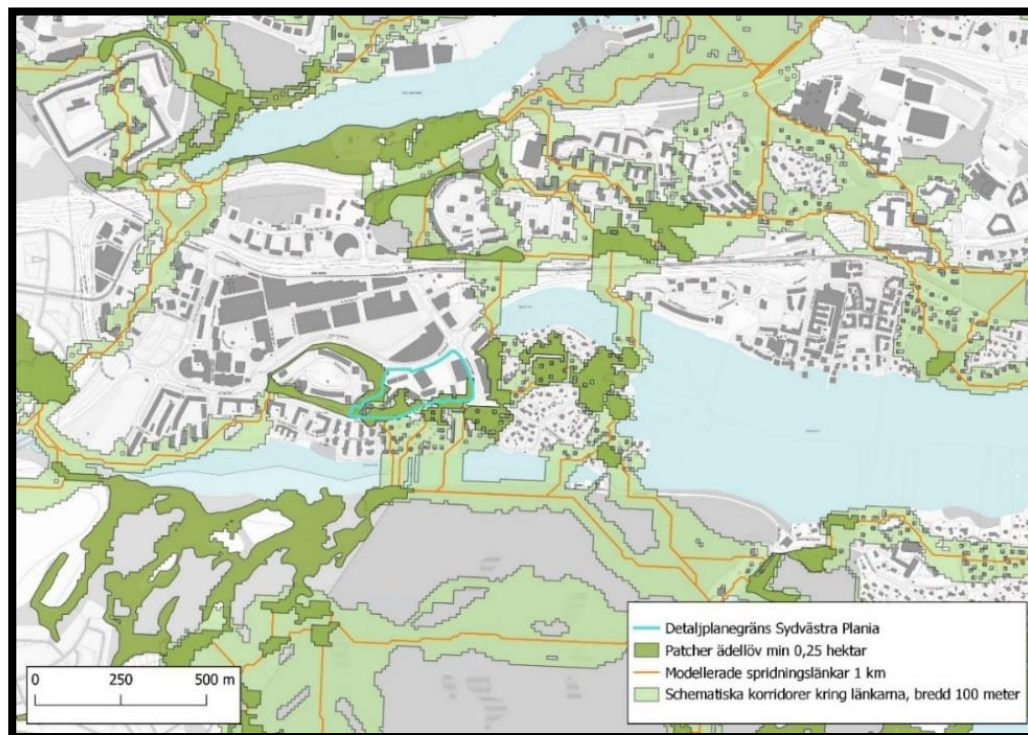 Detaljplanegräns Sydvästra Plania
Patcher ädellöv min 0,25 hektar
Modellerade spridningslänkar 1 km
Schematiska korridorer kring länkarna, bredd 100 meter
0 250 500 m